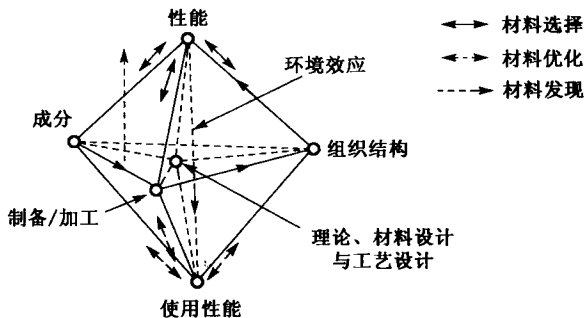 性能
材料选择
材料优化
材料发现
环境效应
成分
组织结构
制备/加工
理论、材料设计
与工艺设计
使用性能